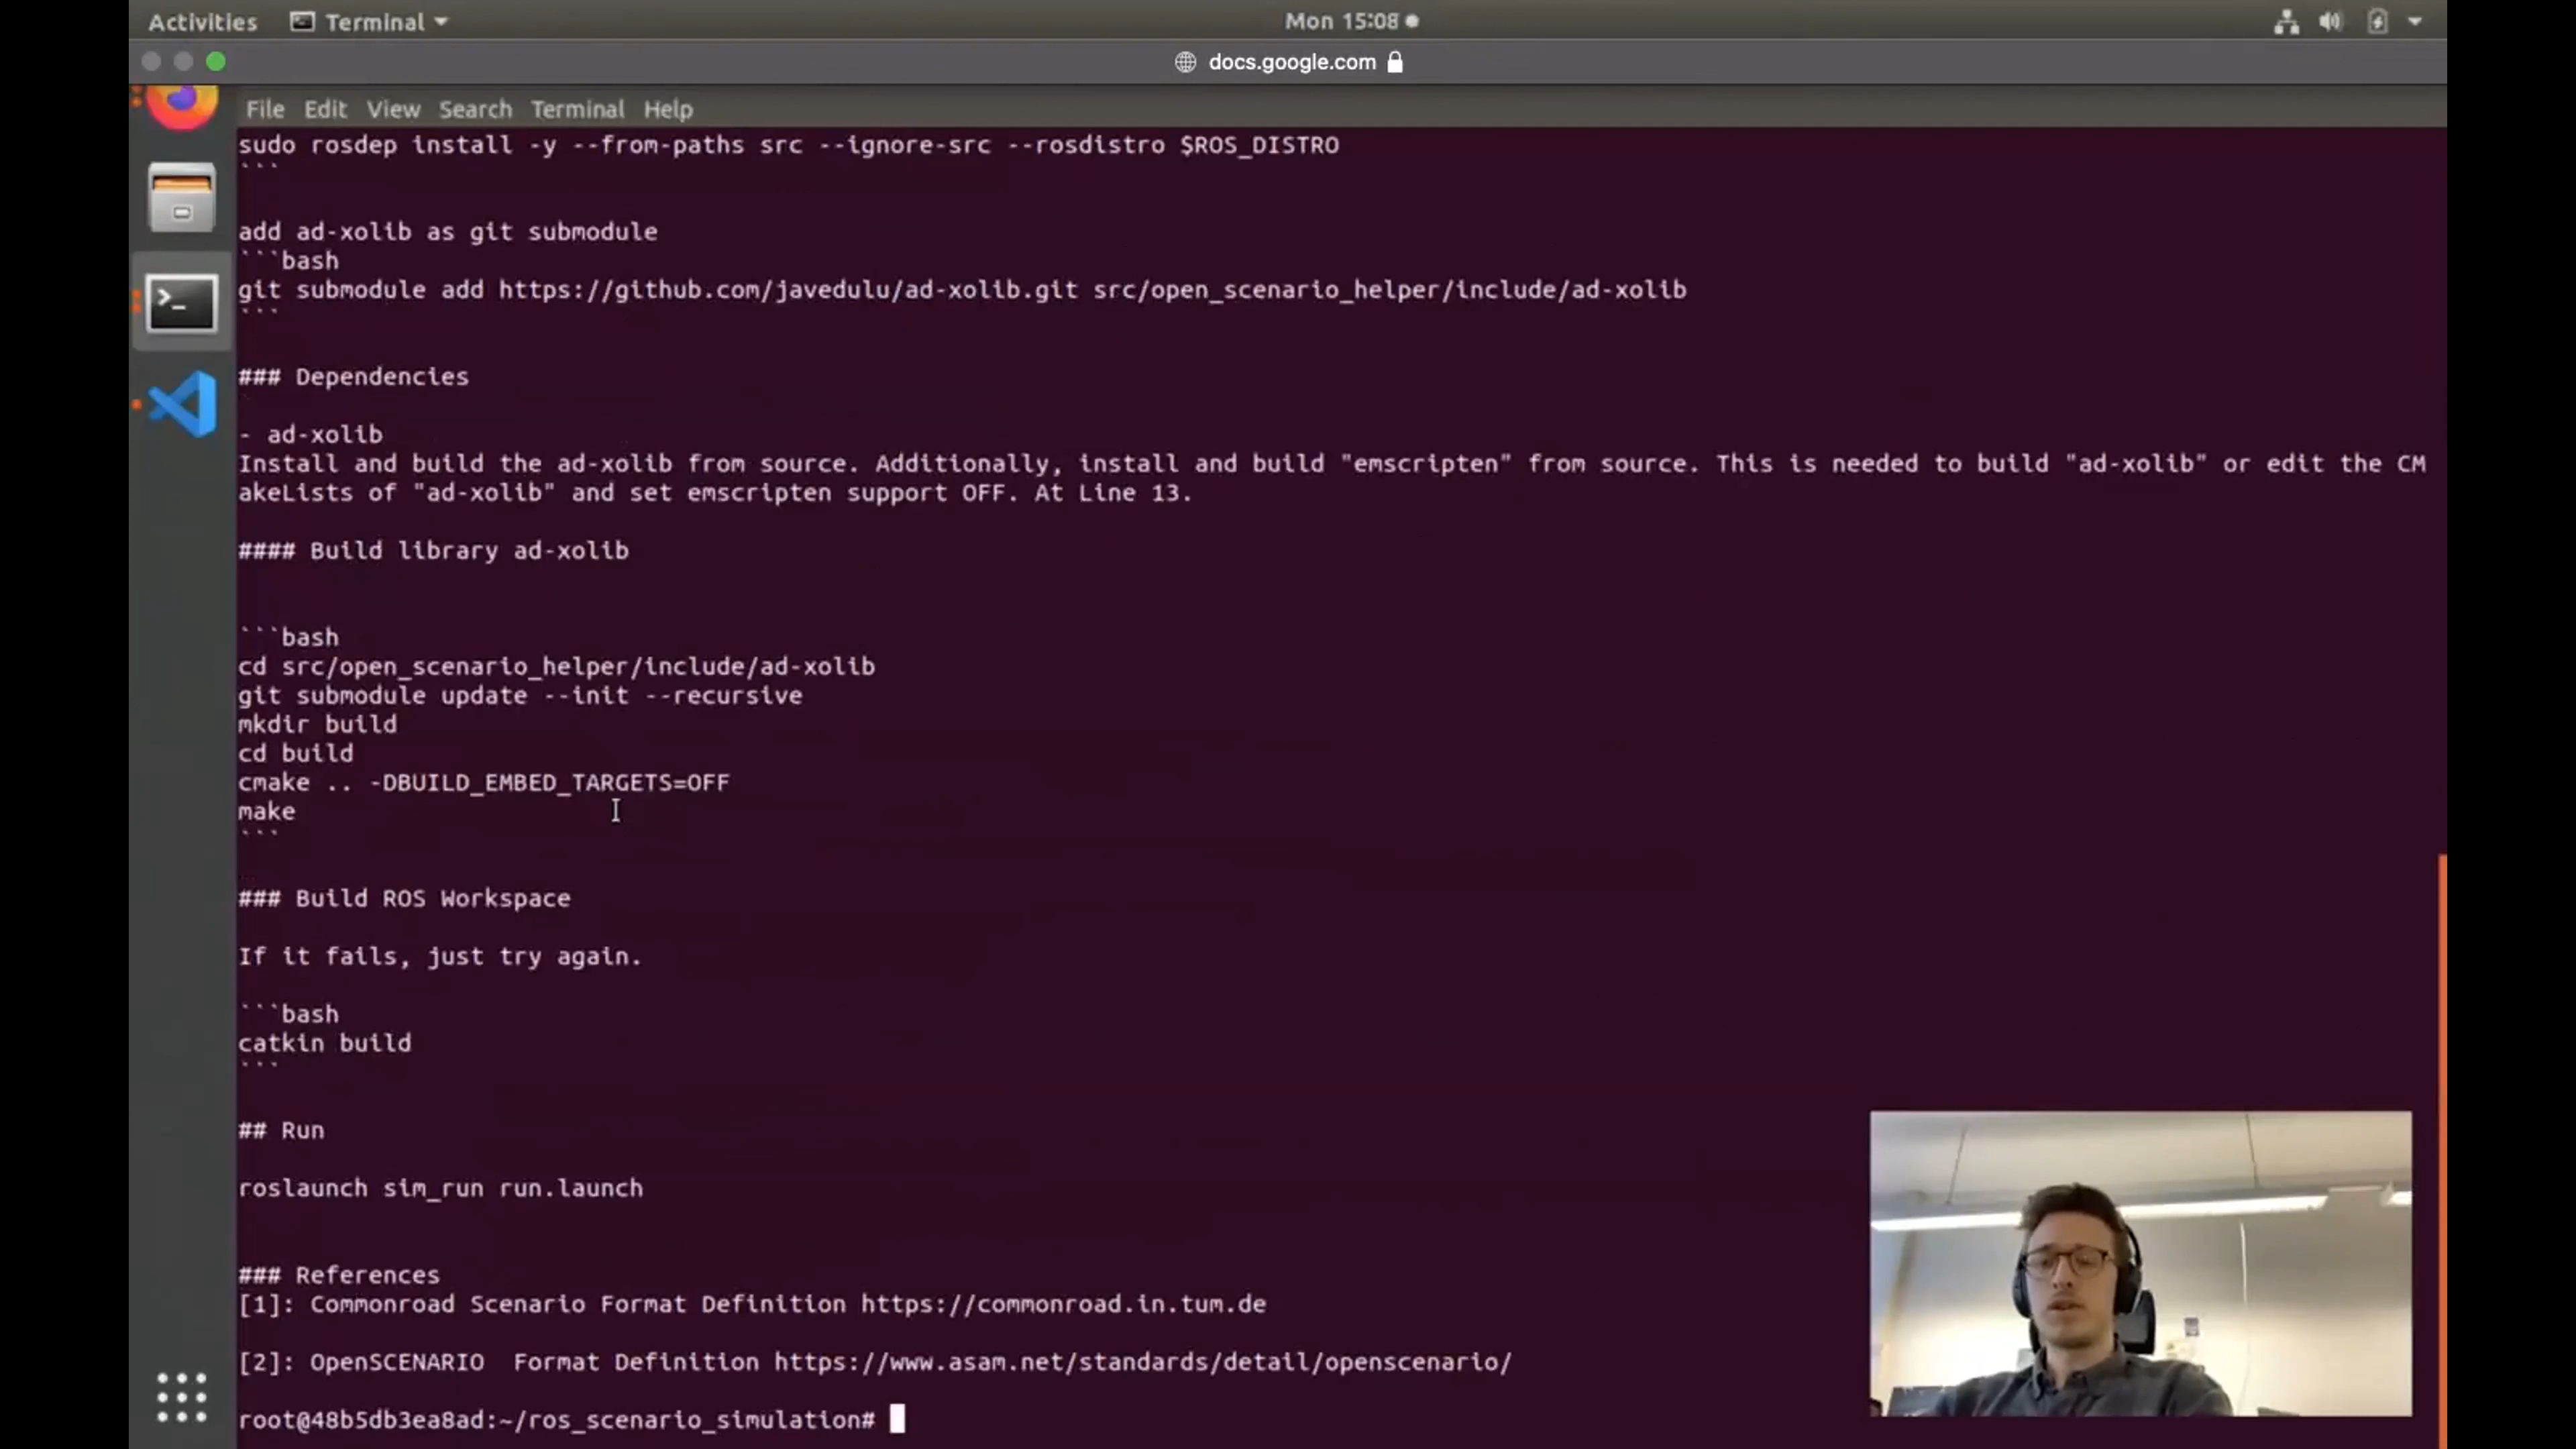 Activities Terminal Mon 15:08
docs.google.com
File Edit View Search Terminal Help
sudo rosdep install -y --from-paths src --ignore-src --rosdistro $ROS_DISTRO
```
add ad-xolib as git submodule
```bash
git submodule add https://github.com/javedulu/ad-xolib.git src/open_scenario_helper/include/ad-xolib
```
### Dependencies
- ad-xolib
Install and build the ad-xolib from source. Additionally, install and build "emscripten" from source. This is needed to build "ad-xolib" or edit the CM
akeLists of "ad-xolib" and set emscripten support OFF. At Line 13.
#### Build library ad-xolib
```bash
cd src/open_scenario_helper/include/ad-xolib
git submodule update --init --recursive
mkdir build
cd build
cmake .. -DBUILD_EMBED_TARGETS=OFF
make
```
### Build ROS Workspace
If it fails, just try again.
```bash
catkin build
```
## Run
roslaunch sim_run run.launch
### References
[1]: Commonroad Scenario Format Definition https://commonroad.in.tum.de
[2]: OpenSCENARIO  Format Definition https://www.asam.net/standards/detail/openscenario/
root@48b5db3ea8ad:~/ros_scenario_simulation#